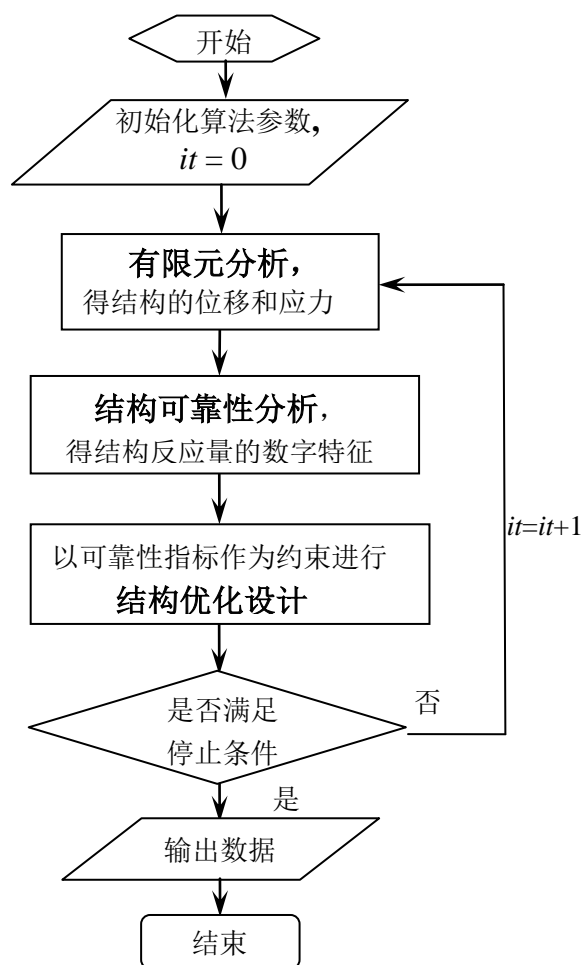 开始
初始化算法参数,
it = 0
有限元分析，
得结构的位移和应力
结构可靠性分析，
得结构反应量的数字特征
以可靠性指标作为约束进行
结构优化设计
it=it+1
是否满足
停止条件
否
是
输出数据
结束